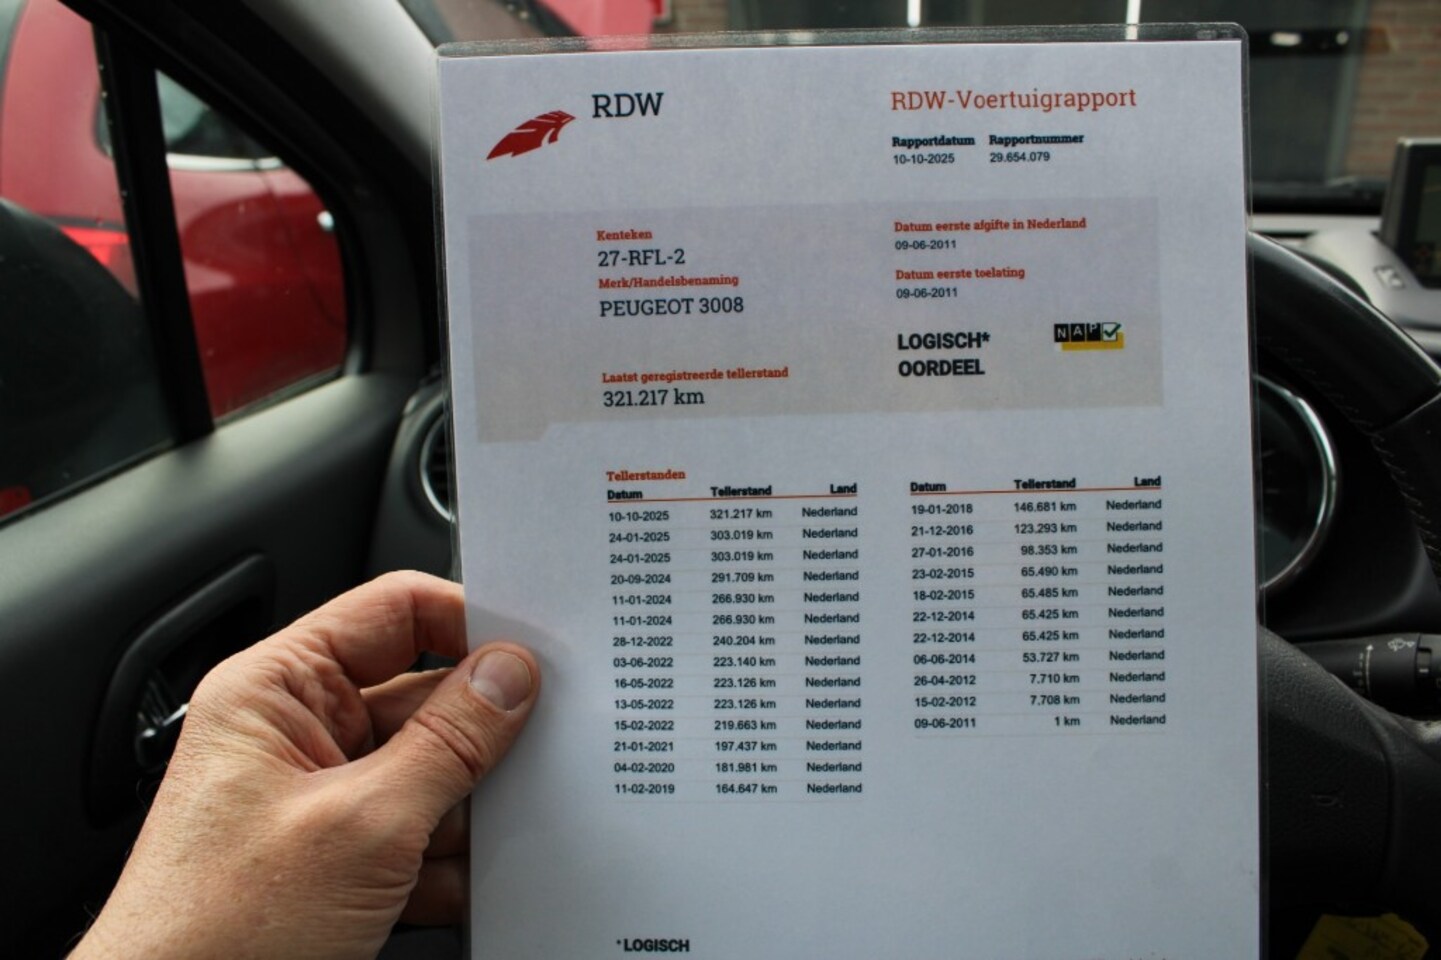 RDW
RDW-Voertuigrapport
Rapportdatum Rapportnummer
10-10-2025 29.654.079
Kenteken
27-RFL-2
Merk/Handelsbenaming
PEUGEOT 3008
Laatst geregistreerde tellerstand
321.217 km
Datum eerste afgifte in Nederland
09-06-2011
Datum eerste toelating
09-06-2011
LOGISCH*
OORDEEL
NAP
Tellerstanden
Datum Tellerstand Land
10-10-2025 321.217 km Nederland
24-01-2025 303.019 km Nederland
24-01-2025 303.019 km Nederland
20-09-2024 291.709 km Nederland
11-01-2024 266.930 km Nederland
11-01-2024 266.930 km Nederland
28-12-2022 240.204 km Nederland
03-06-2022 223.140 km Nederland
16-05-2022 223.126 km Nederland
13-05-2022 223.126 km Nederland
15-02-2022 219.663 km Nederland
21-01-2021 197.437 km Nederland
04-02-2020 181.981 km Nederland
11-02-2019 164.647 km Nederland
Datum Tellerstand Land
19-01-2018 146.681 km Nederland
21-12-2016 123.293 km Nederland
27-01-2016 98.353 km Nederland
23-02-2015 65.490 km Nederland
18-02-2015 65.485 km Nederland
22-12-2014 65.425 km Nederland
22-12-2014 65.425 km Nederland
06-06-2014 53.727 km Nederland
26-04-2012 7.710 km Nederland
15-02-2012 7.708 km Nederland
09-06-2011 1 km Nederland
*LOGISCH